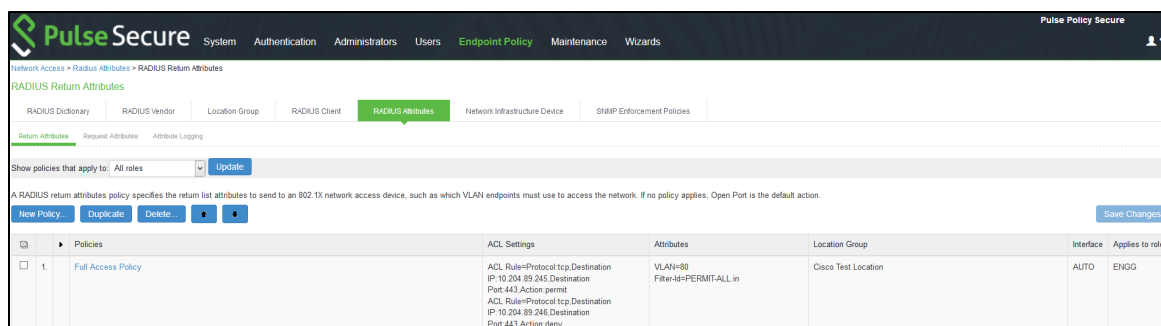 Pulse Policy Secure
Pulse Secure
System Authentication Administrators Users Endpoint Policy Maintenance Wizards
Network Access > Radius Attributes > RADIUS Return Attributes
RADIUS Return Attributes
RADIUS Dictionary RADIUS Vendor Location Group RADIUS Client RADIUS Attributes Network Infrastructure Device SNMP Enforcement Policies
Return Attributes Request Attributes Attribute Logging
Show policies that apply to: All roles Update
A RADIUS return attributes policy specifies the return list attributes to send to an 802.1X network access device, such as which VLAN endpoints must use to access the network. If no policy applies, Open Port is the default action.
New Policy... Duplicate Delete... Save Changes
Policies ACL Settings Attributes Location Group Interface Applies to role
1. Full Access Policy
ACL Rule=Protocol:tcp,Destination
IP:10.204.89.245,Destination
Port:443,Action:permit
ACL Rule=Protocol:tcp,Destination
IP:10.204.89.246,Destination
Port:443,Action:deny
VLAN=80
Filter-Id=PERMIT-ALL.in
Cisco Test Location
AUTO
ENGG